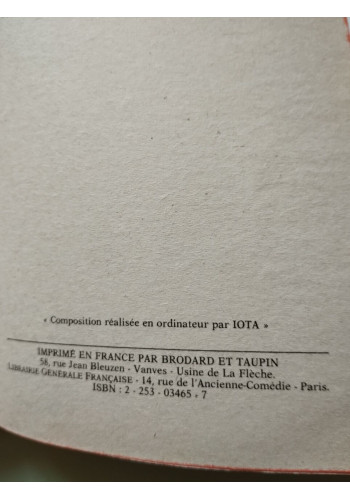 « Composition réalisée en ordinateur par IOTA »
IMPRIMÉ EN FRANCE PAR BRODARD ET TAUPIN
58, rue Jean Bleuzen - Vanves - Usine de La Flèche.
LIBRAIRIE GÉNÉRALE FRANÇAISE - 14, rue de l'Ancienne-Comédie - Paris.
ISBN : 2 - 253 - 03465 - 7